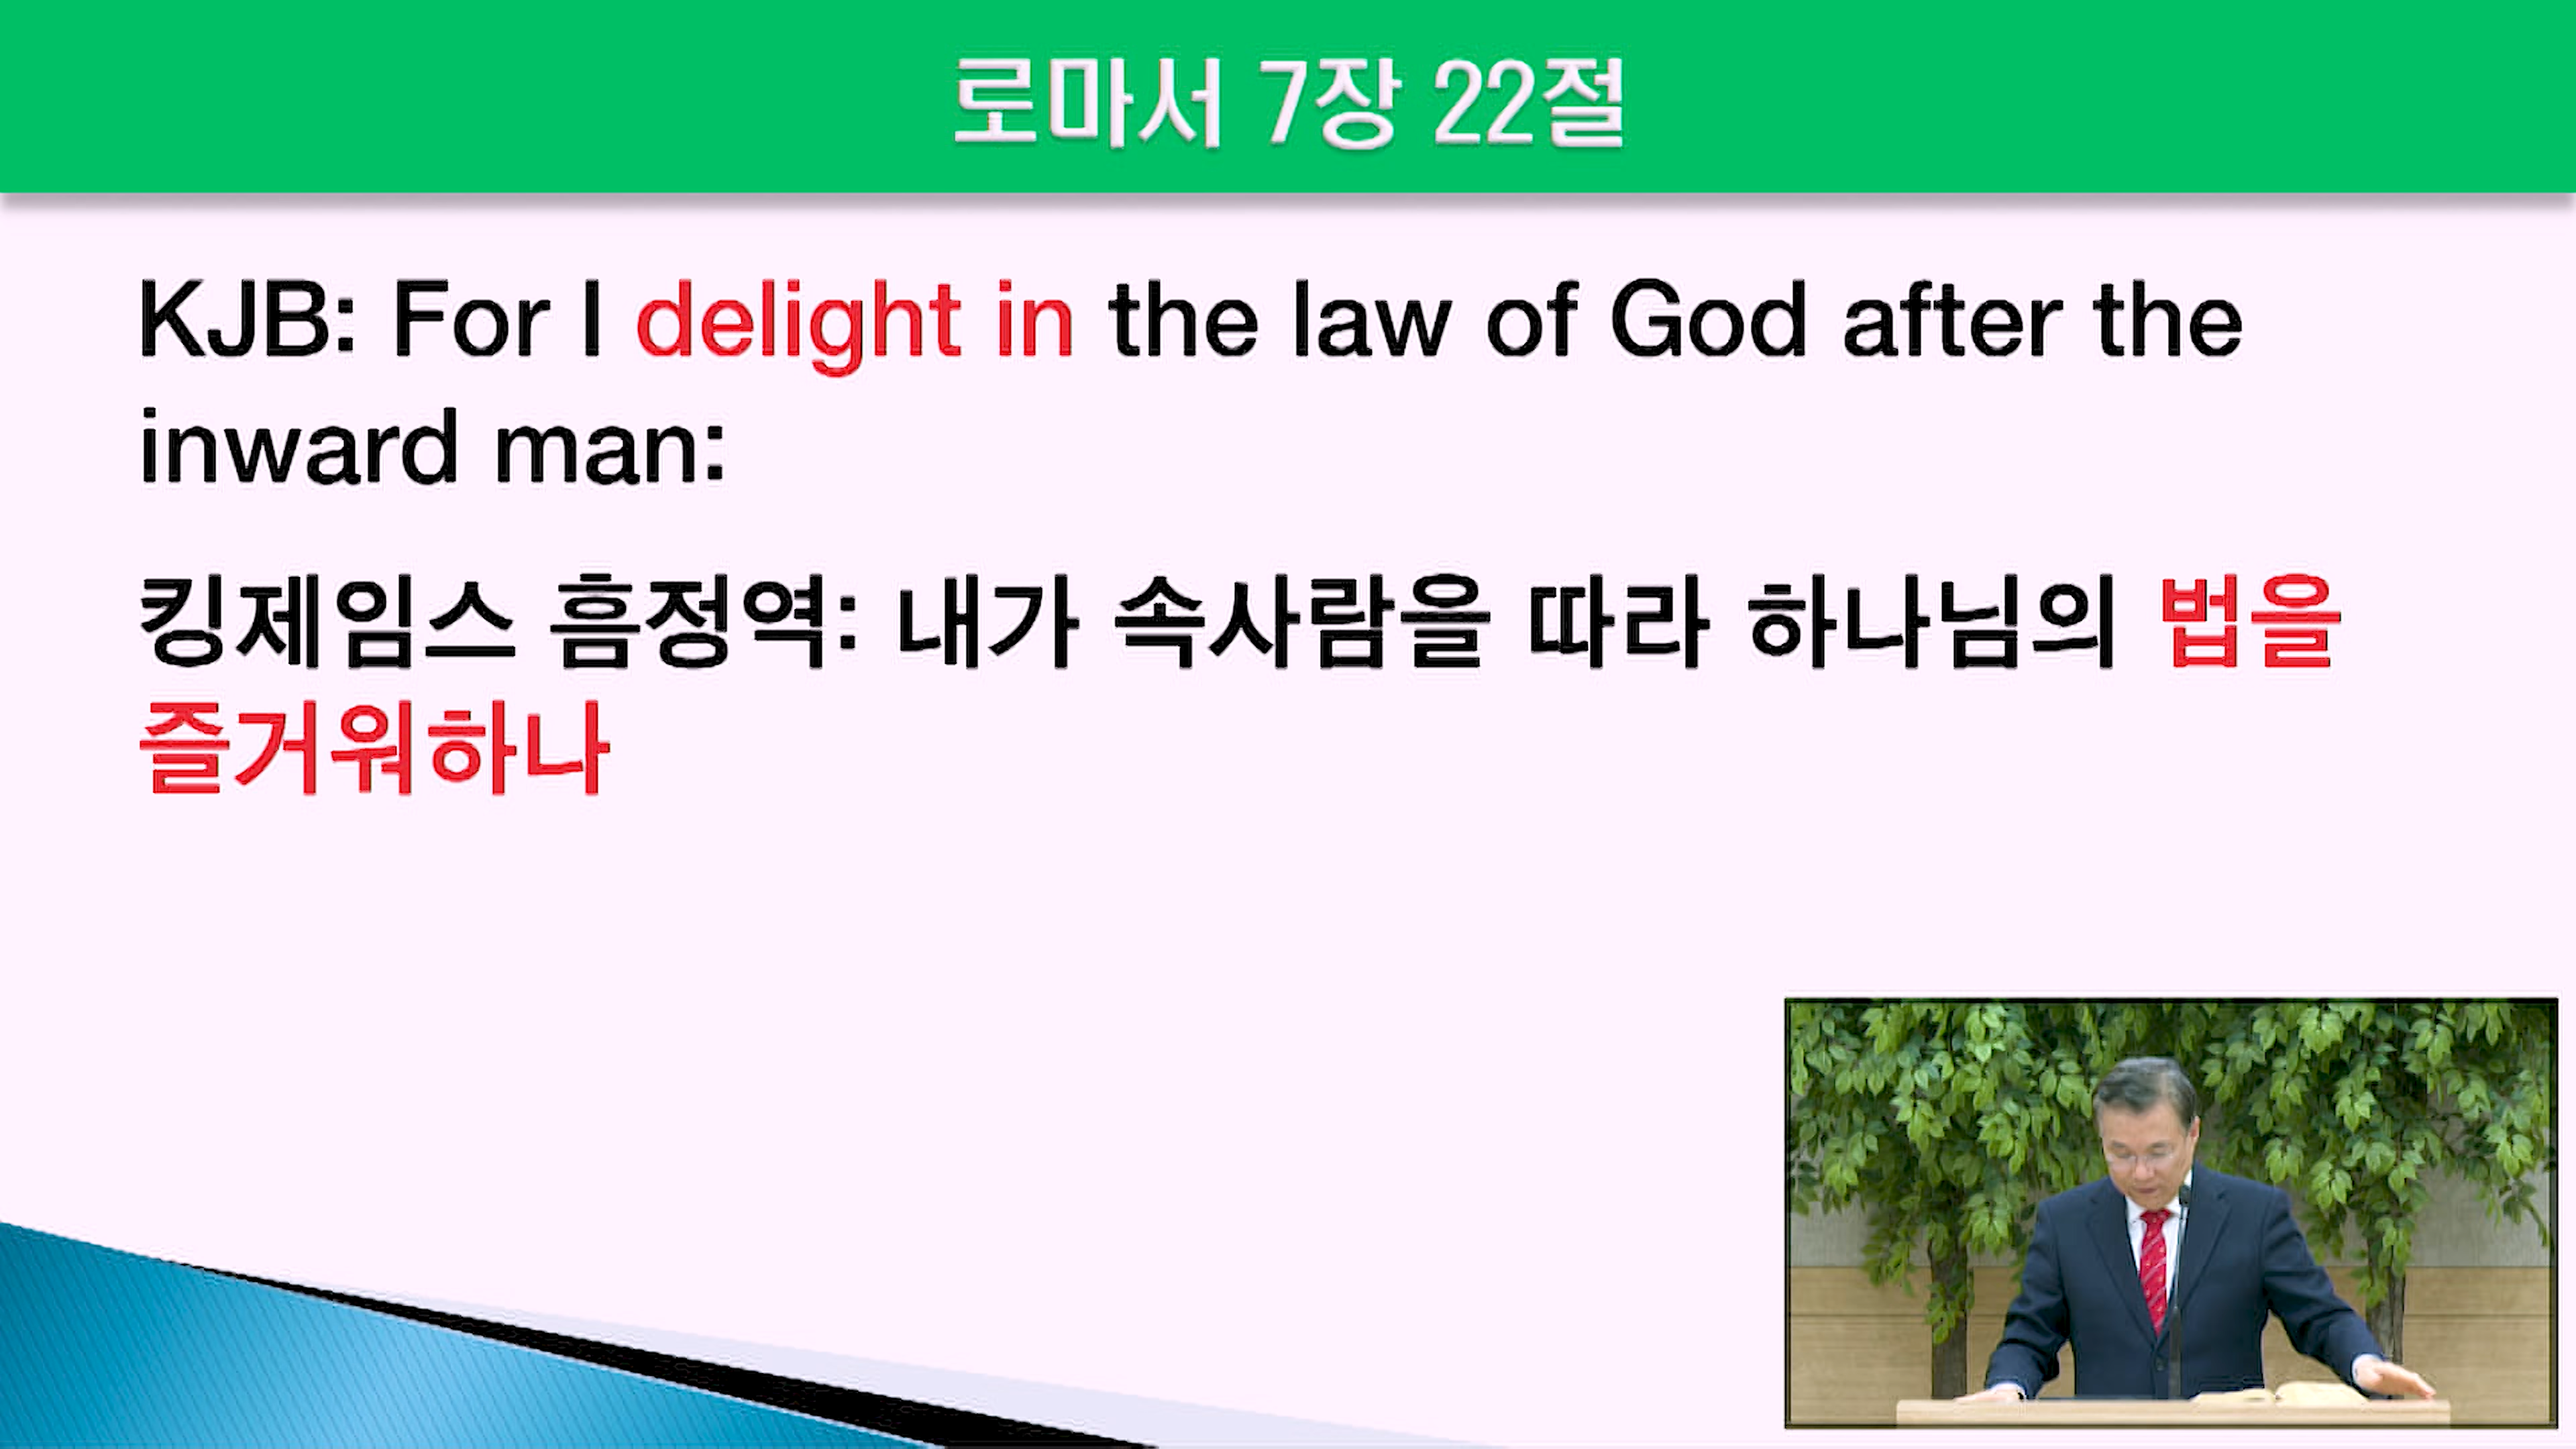 로마서 7장 22절
KJB: For I delight in the law of God after the
inward man:
킹제임스 흠정역: 내가 속사람을 따라 하나님의 법을
즐거워하나